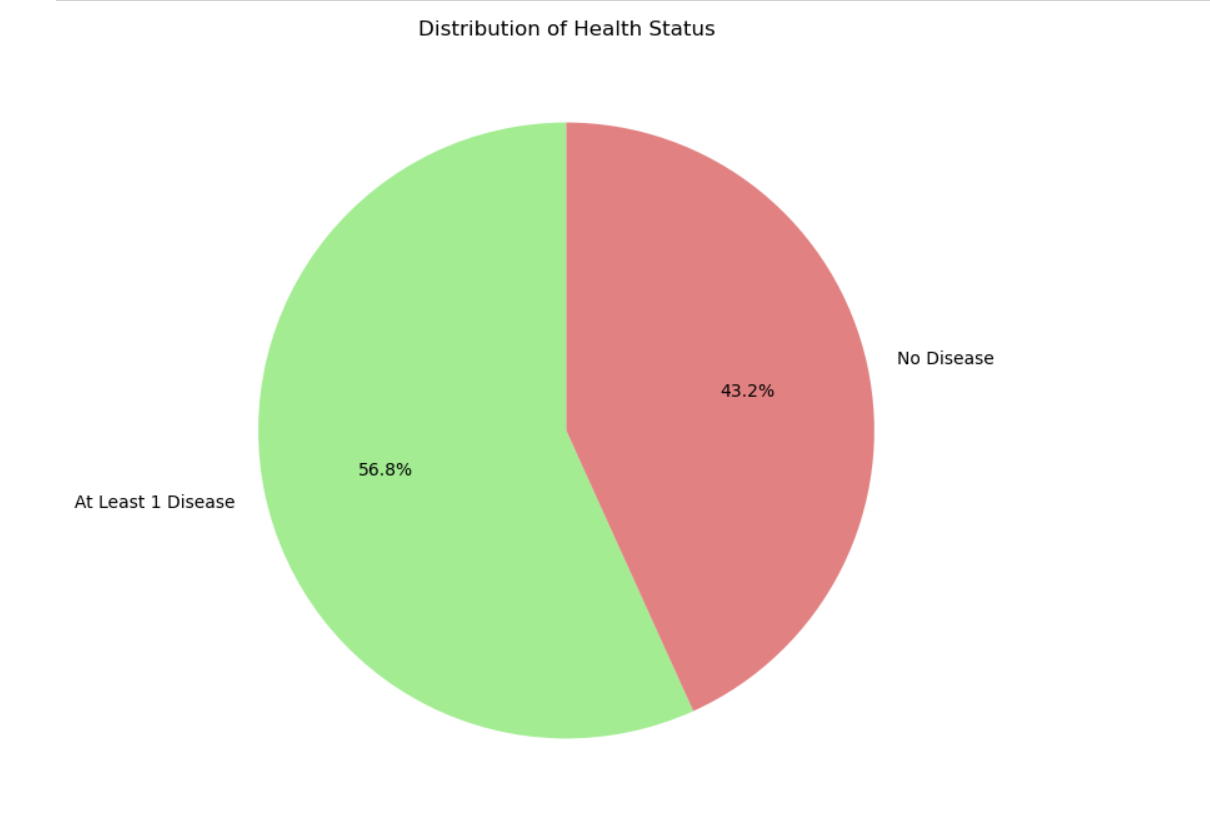 Distribution of Health Status
No Disease
43.2%
56.8%
At Least 1 Disease